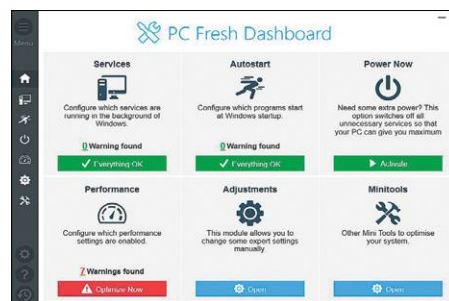 Menu
PC Fresh Dashboard
Services
Configure which services are
running in the background of
Windows.
0 Warning found
Everything OK
Autostart
Configure which programs start
at Windows startup.
0 Warning found
Everything OK
Power Now
Need some extra power? This
option switches off all
unnecessary services so that
your PC can give you maximum
Activate
Performance
Configure which performance
settings are enabled.
7 Warnings found
Optimize Now
Adjustments
This module allows you to
change some expert settings
manually
Open
Minitools
Other Mini Tools to optimise
your system.
Open